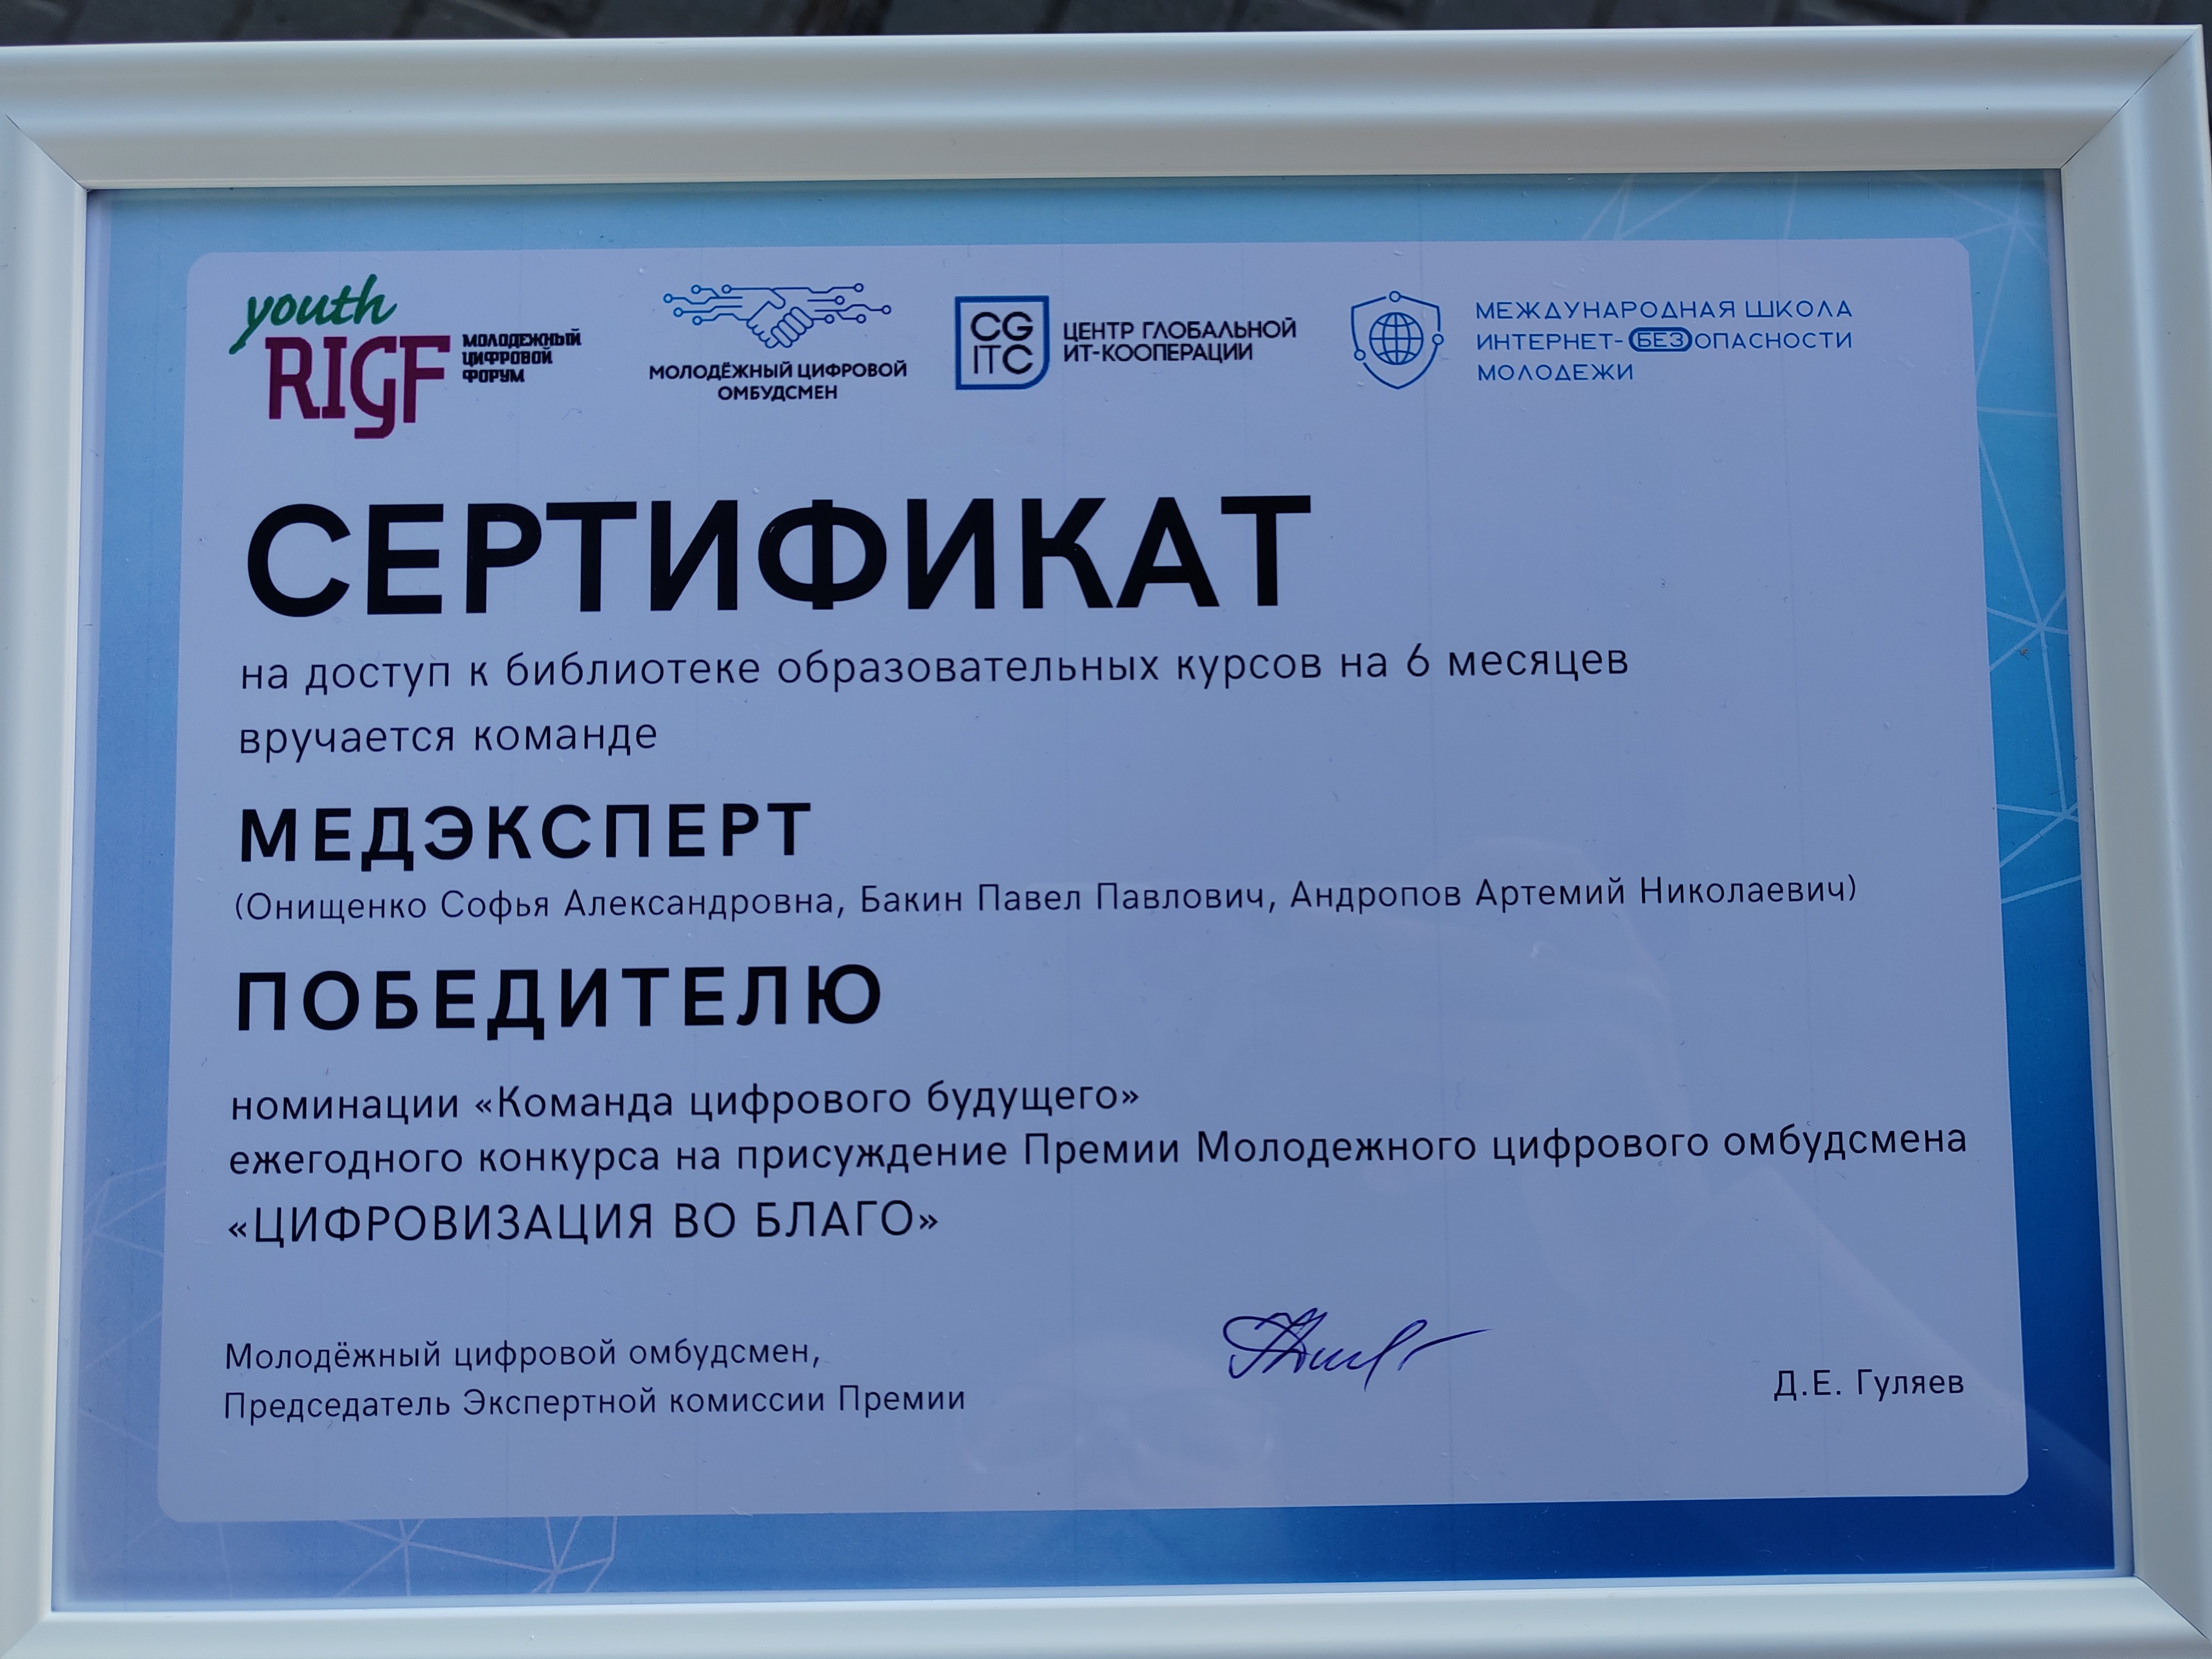 youth
RIGF
МОЛОДЕЖНЫЙ
ЦИФРОВОЙ
ФОРУМ
МОЛОДЁЖНЫЙ ЦИФРОВОЙ
ОМБУДСМЕН
CG
ITC
ЦЕНТР ГЛОБАЛЬНОЙ
ИТ-КООПЕРАЦИИ
МЕЖДУНАРОДНАЯ ШКОЛА
ИНТЕРНЕТ-БЕЗОПАСНОСТИ
МОЛОДЕЖИ
СЕРТИФИКАТ
на доступ к библиотеке образовательных курсов на 6 месяцев
вручается команде
МЕДЭКСПЕРТ
(Онищенко Софья Александровна, Бакин Павел Павлович, Андропов Артемий Николаевич)
ПОБЕДИТЕЛЮ
номинации «Команда цифрового будущего»
ежегодного конкурса на присуждение Премии Молодежного цифрового омбудсмена
«ЦИФРОВИЗАЦИЯ ВО БЛАГО»
Молодёжный цифровой омбудсмен,
Председатель Экспертной комиссии Премии
Д.Е. Гуляев